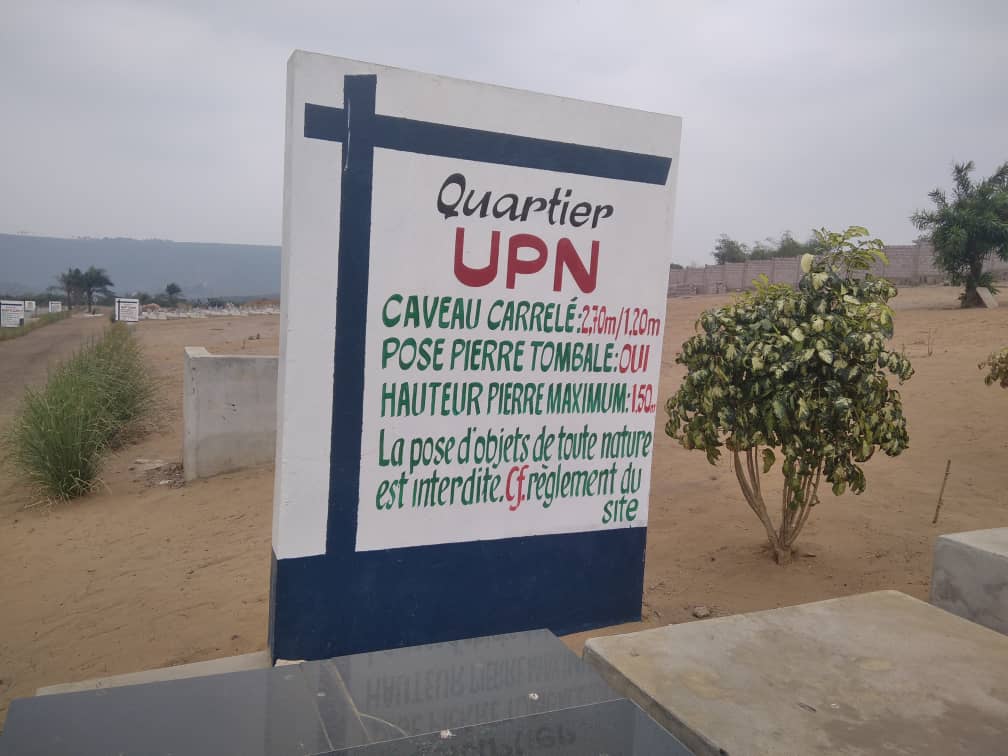 Quartier
UPN
CAVEAU CARRELÉ:2,70m/1.20m
POSE PIERRE TOMBALE:OUI
HAUTEUR PIERRE MAXIMUM:1.50m
La pose d'objets de toute nature
est interdite.Cf.règlement du
site